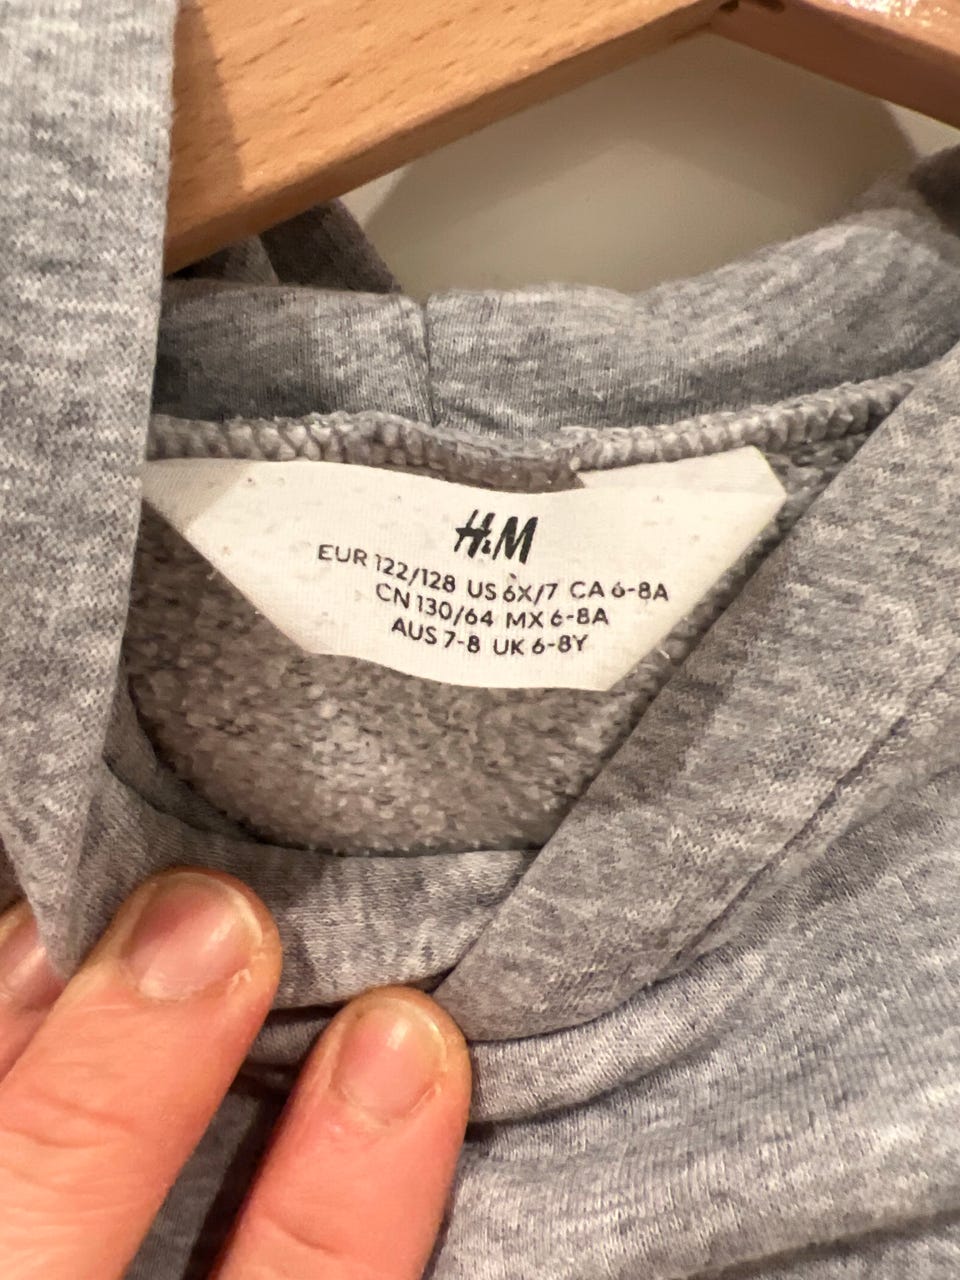 H&M
EUR 122/128 US 6X/7 CA 6-8A
CN 130/64 MX 6-8A
AUS 7-8 UK 6-8Y